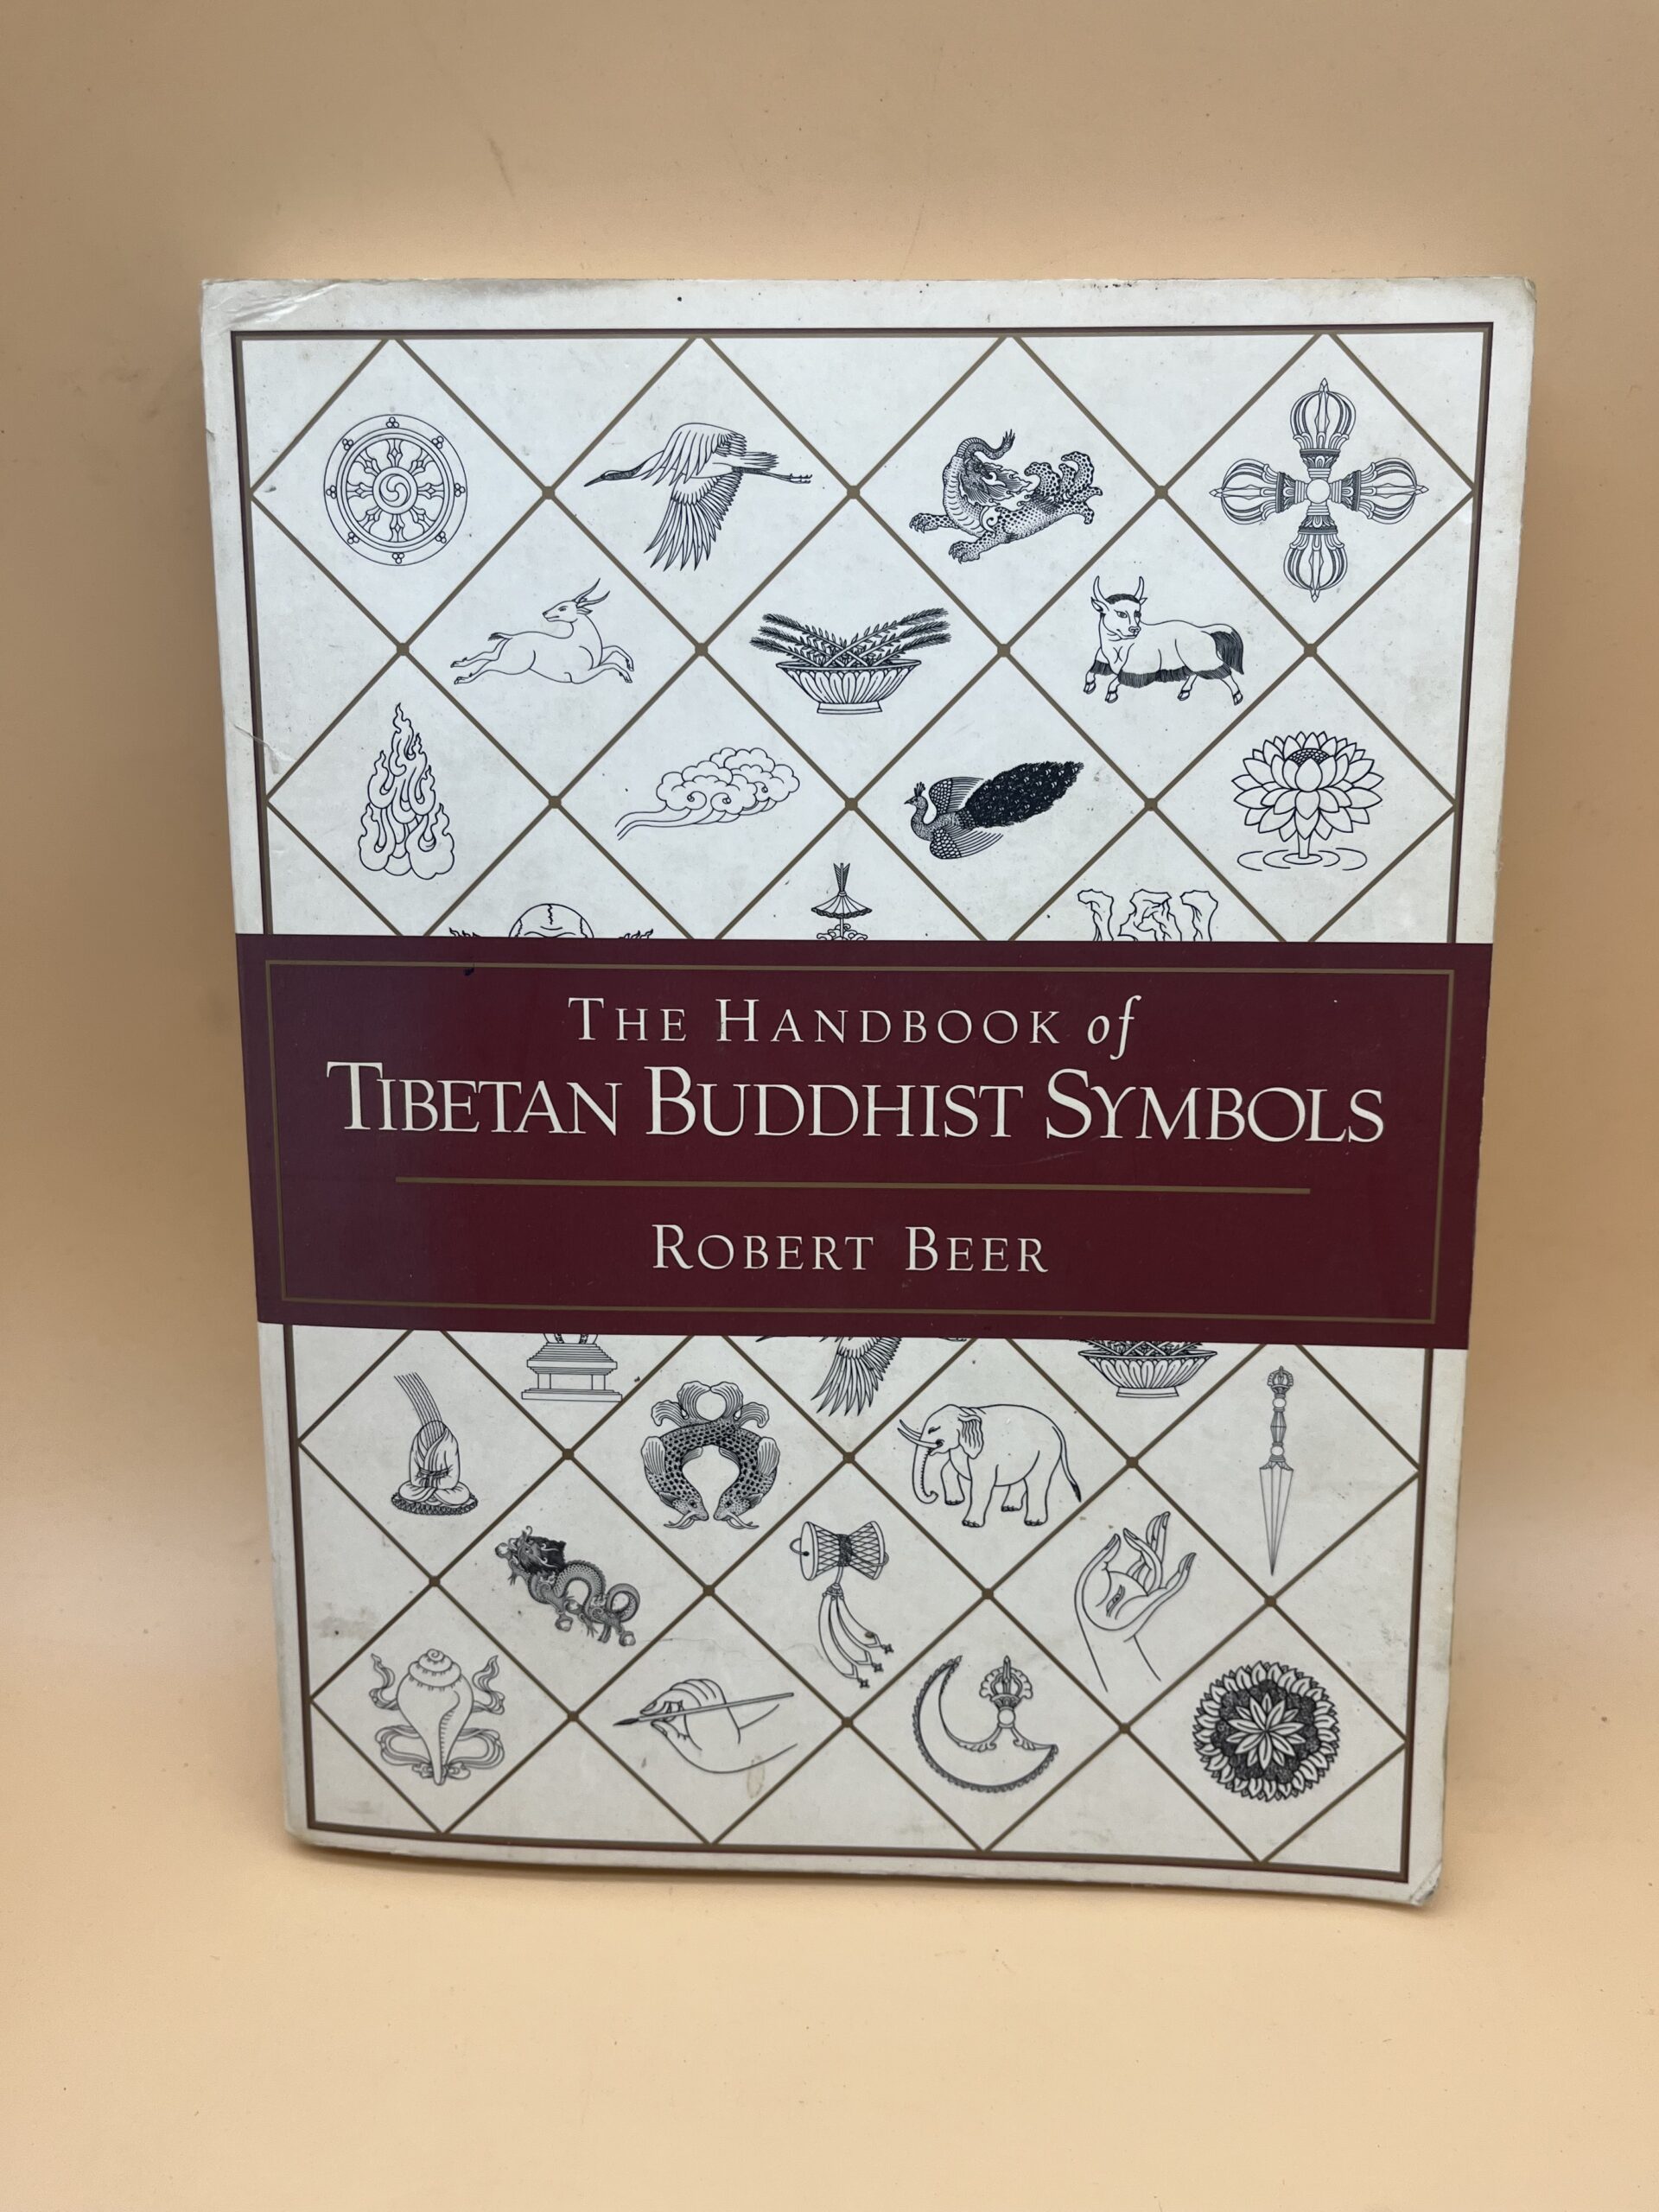 THE HANDBOOK of
TIBETAN BUDDHIST SYMBOLS
ROBERT BEER